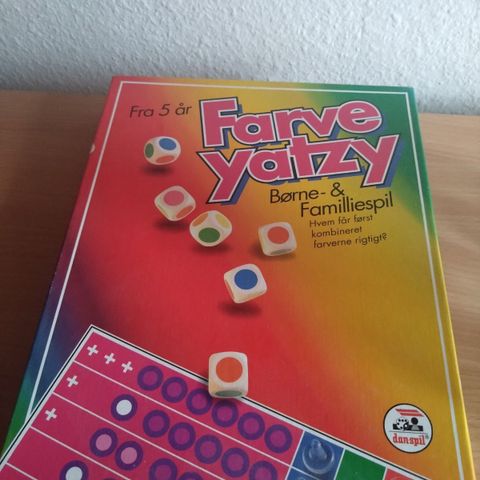 Fra 5 år
Farve
yatzy
Børne- &
Familliespil
Hvem får først
kombineret
farverne rigtigt?
+++
++
+
danspil®